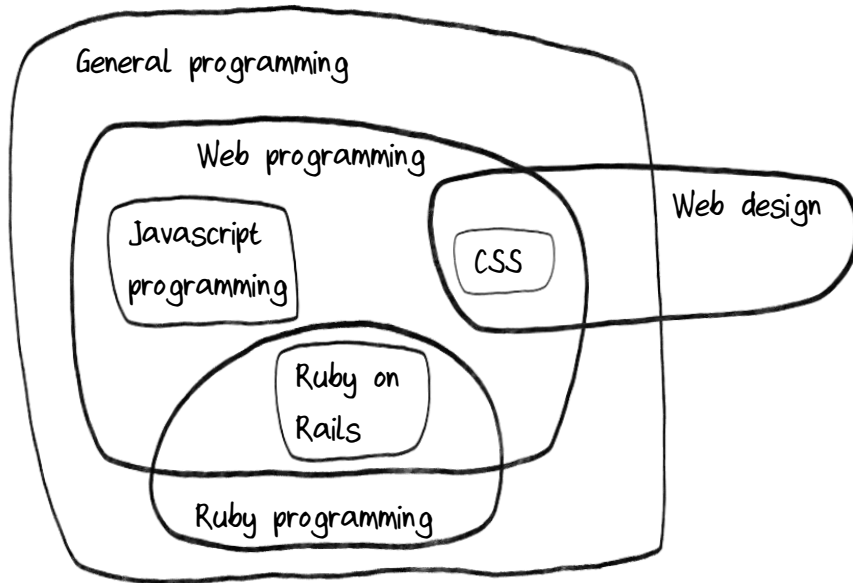 General programming
Web programming
Web design
Javascript
programming
CSS
Ruby on
Rails
Ruby programming